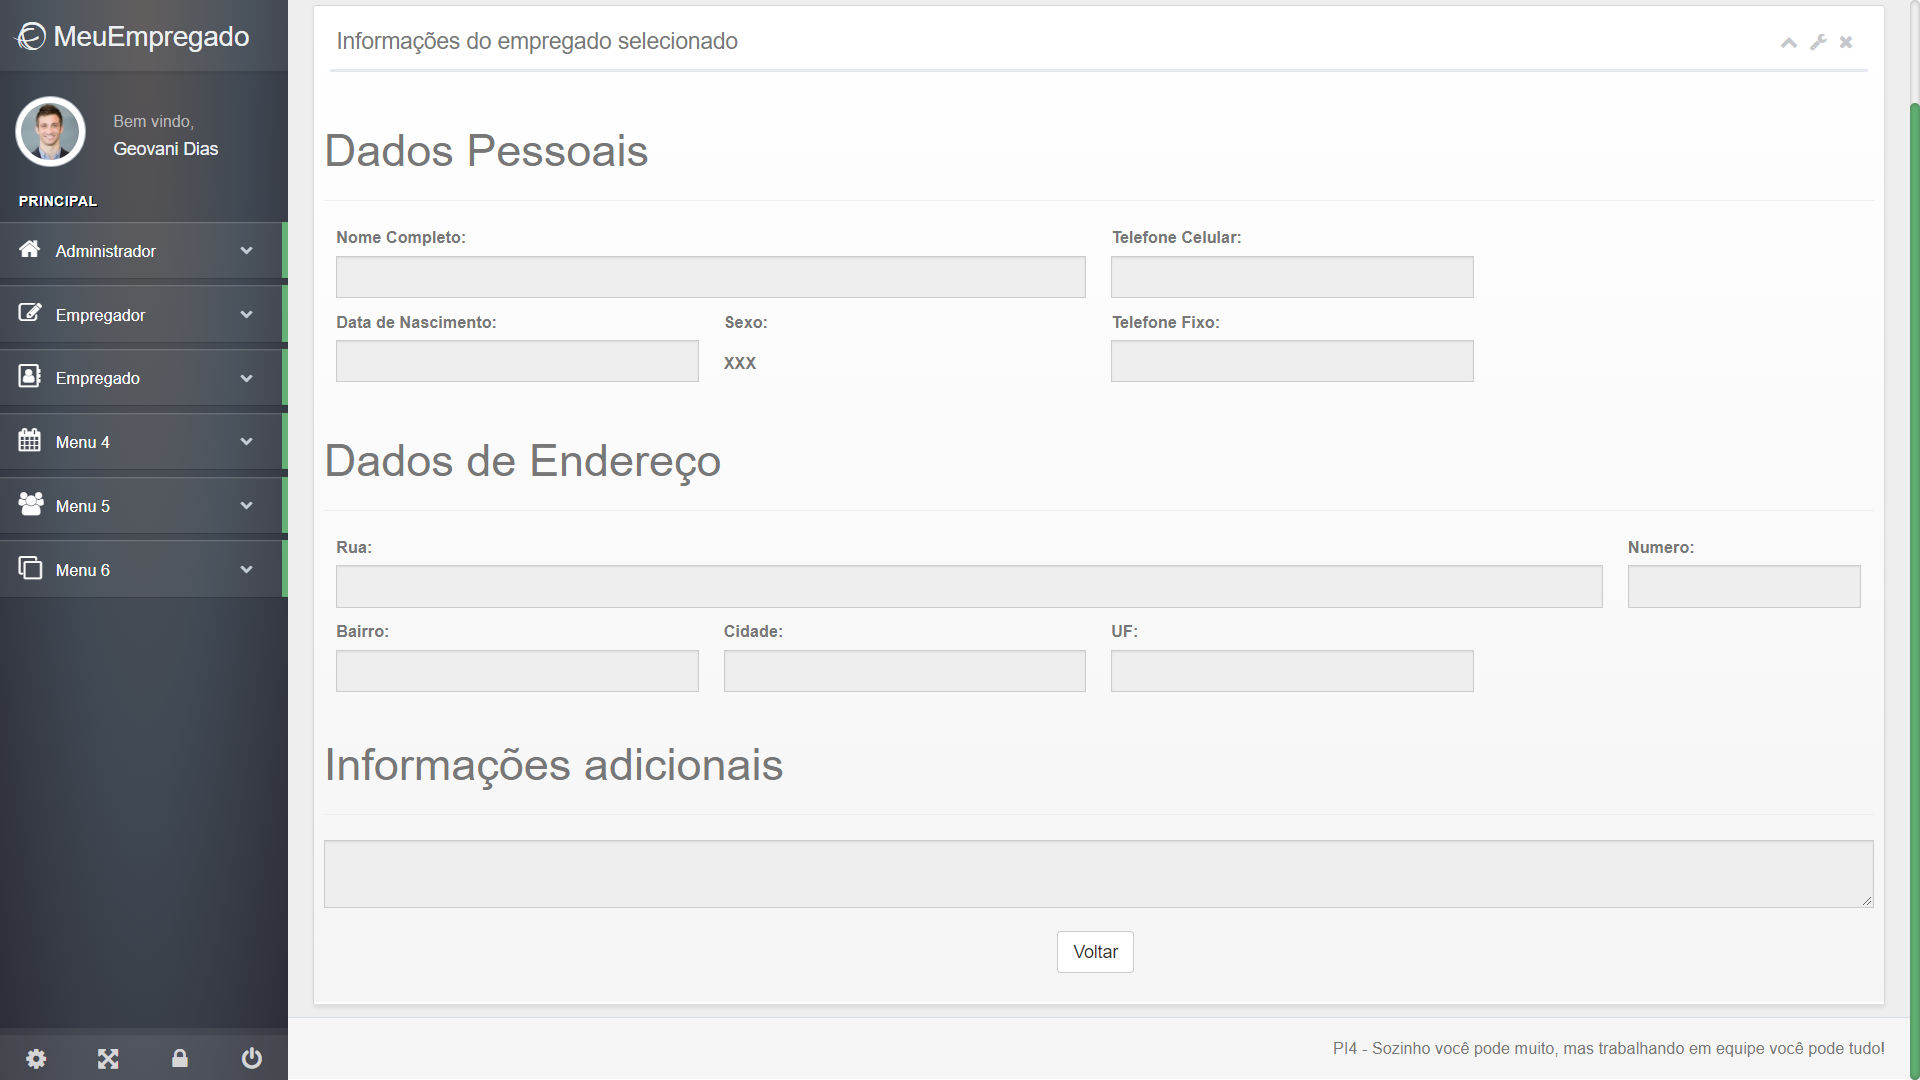 MeuEmpregado
Bem vindo,
Geovani Dias
PRINCIPAL
Administrador
Empregador
Empregado
Menu 4
Menu 5
Menu 6
Informações do empregado selecionado
Dados Pessoais
Nome Completo:
Telefone Celular:
Data de Nascimento:
Sexo:
Telefone Fixo:
XXX
Dados de Endereço
Rua:
Numero:
Bairro:
Cidade:
UF:
Informações adicionais
Voltar
PI4 - Sozinho você pode muito, mas trabalhando em equipe você pode tudo!